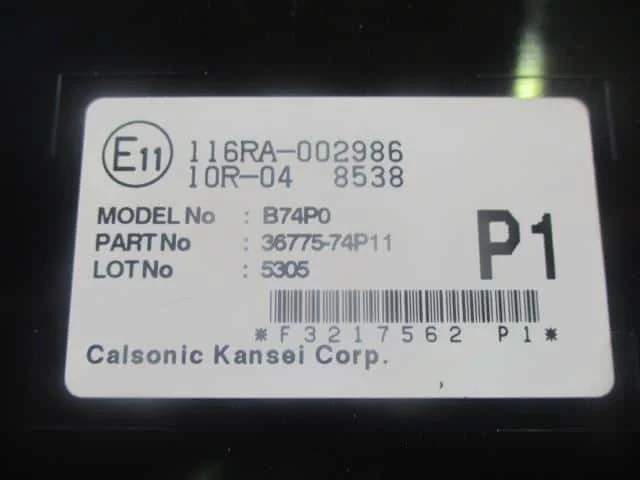 E11 116RA-002986
10R-04 8538
MODEL No : B74P0
PART No : 36775-74P11
LOT No : 5305
P1
*F3217562 P1*
Calsonic Kansei Corp.